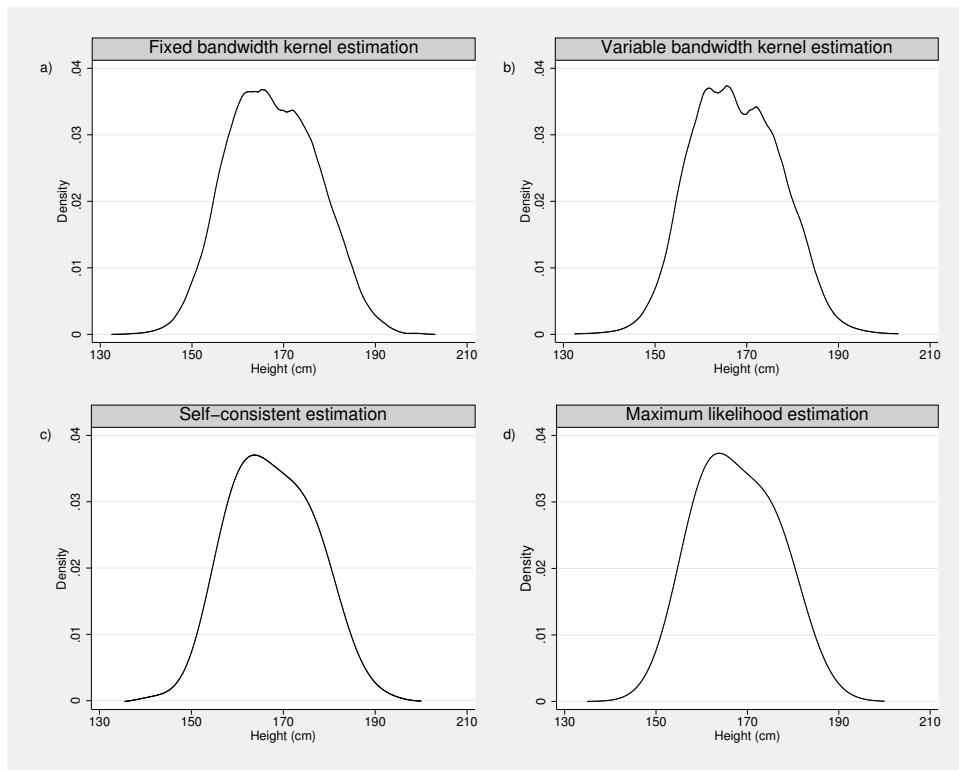 Fixed bandwidth kernel estimation
a)
.04
.03
.02
.01
0
Density
130 150 170 190 210
Height (cm)
Variable bandwidth kernel estimation
b)
.04
.03
.02
.01
0
Density
130 150 170 190 210
Height (cm)
Self−consistent estimation
c)
.04
.03
.02
.01
0
Density
130 150 170 190 210
Height (cm)
Maximum likelihood estimation
d)
.04
.03
.02
.01
0
Density
130 150 170 190 210
Height (cm)